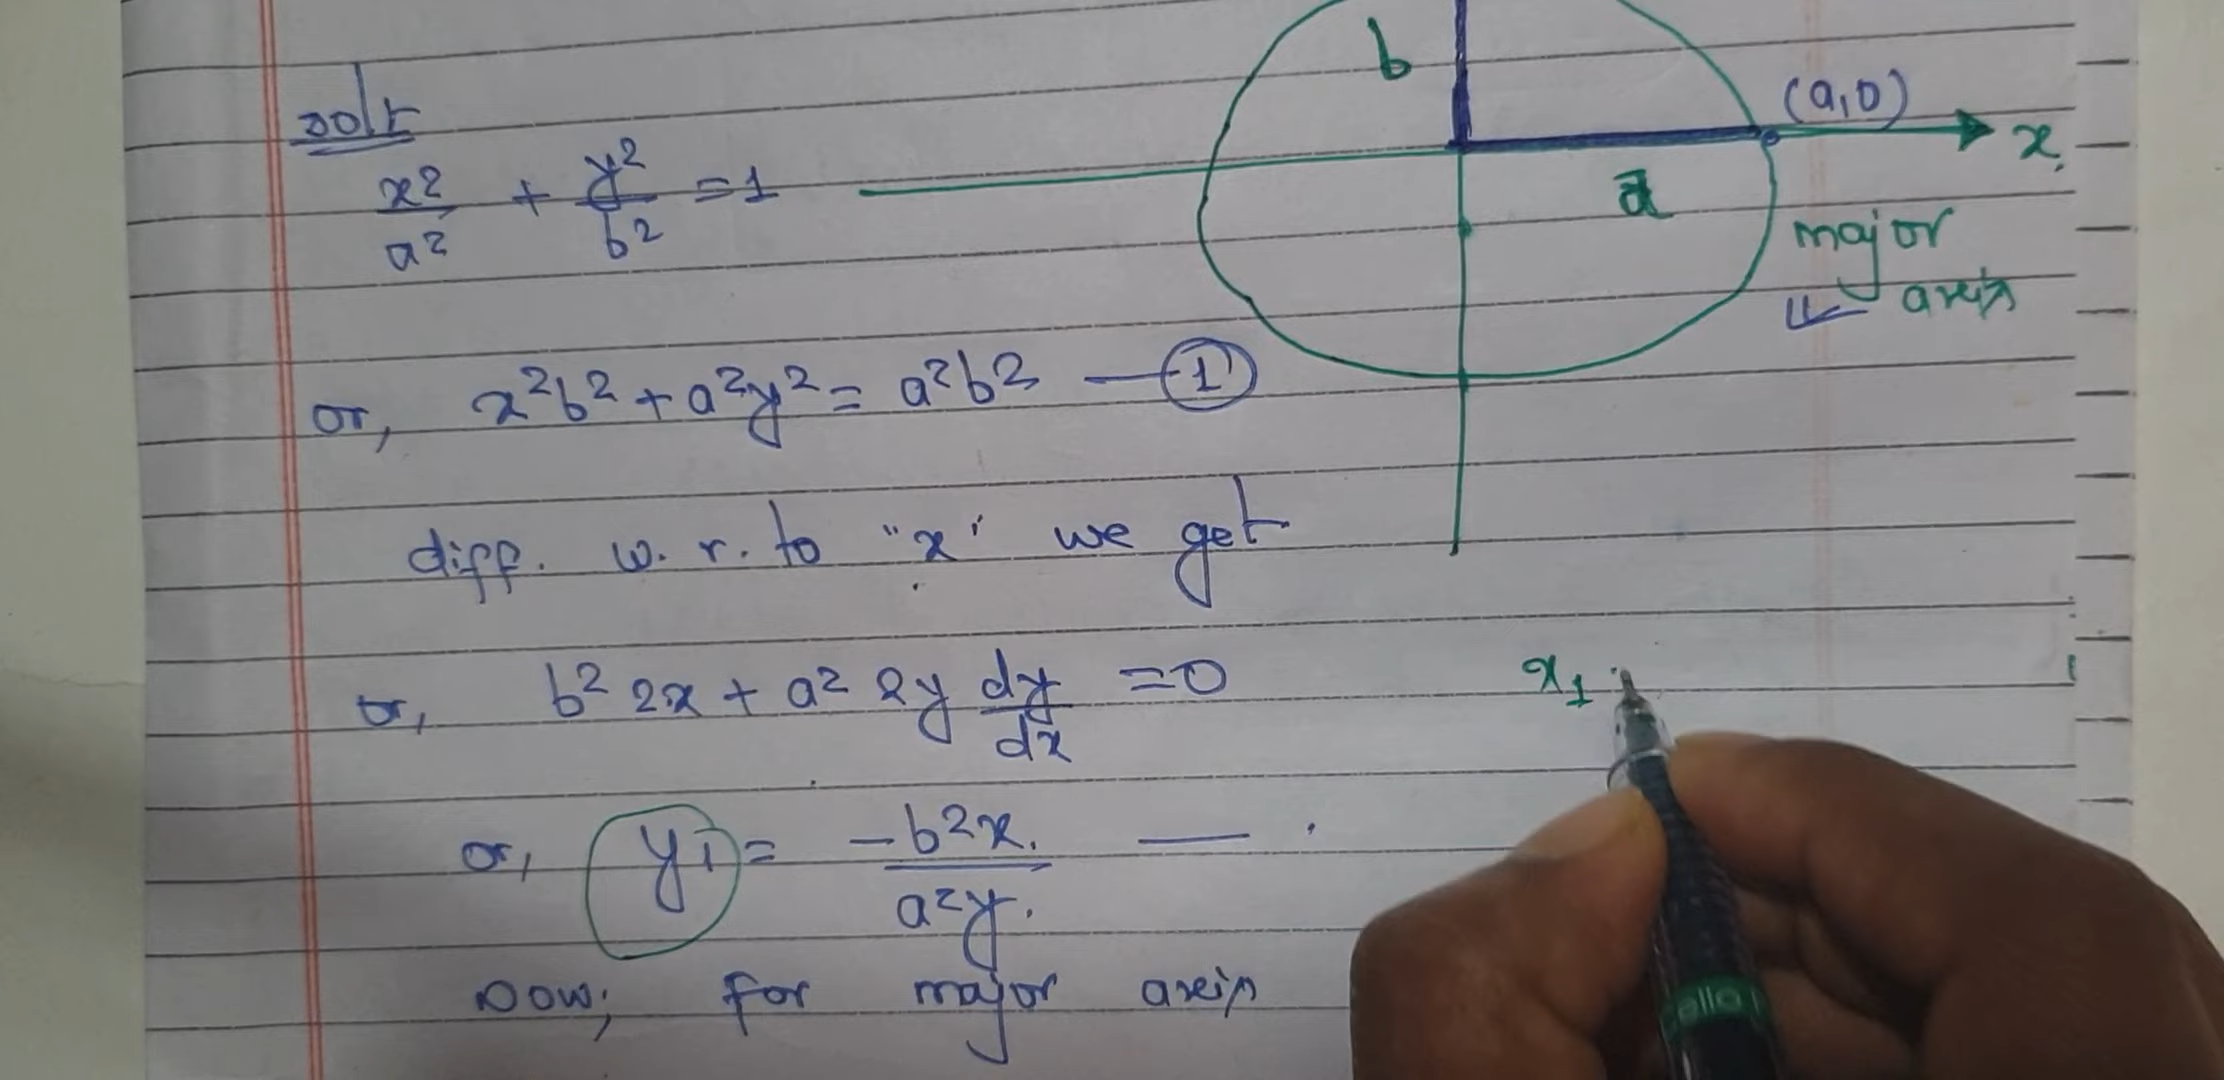 soln
x²/a² + y²/b² = 1
b
(a,0)
x
a
major
axis
or, x²b² + a²y² = a²b² — ①
diff. w. r. to "x" we get
or, b² 2x + a² 2y dy/dx = 0
x₁
or, y₁ = -b²x. / a²y. —
Now; for major axis